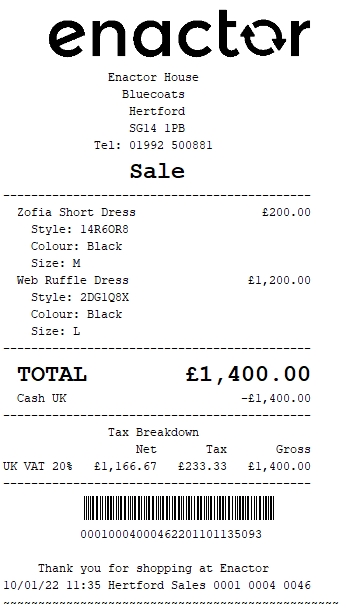 enactor
Enactor House
Bluecoats
Hertford
SG14 1PB
Tel: 01992 500881
Sale
Zofia Short Dress £200.00
Style: 14R6OR8
Colour: Black
Size: M
Web Ruffle Dress £1,200.00
Style: 2DG1Q8X
Colour: Black
Size: L
TOTAL £1,400.00
Cash UK -£1,400.00
Tax Breakdown
Net Tax Gross
UK VAT 20% £1,166.67 £233.33 £1,400.00
0001000400046220110113509​3
Thank you for shopping at Enactor
10/01/22 11:35 Hertford Sales 0001 0004 0046